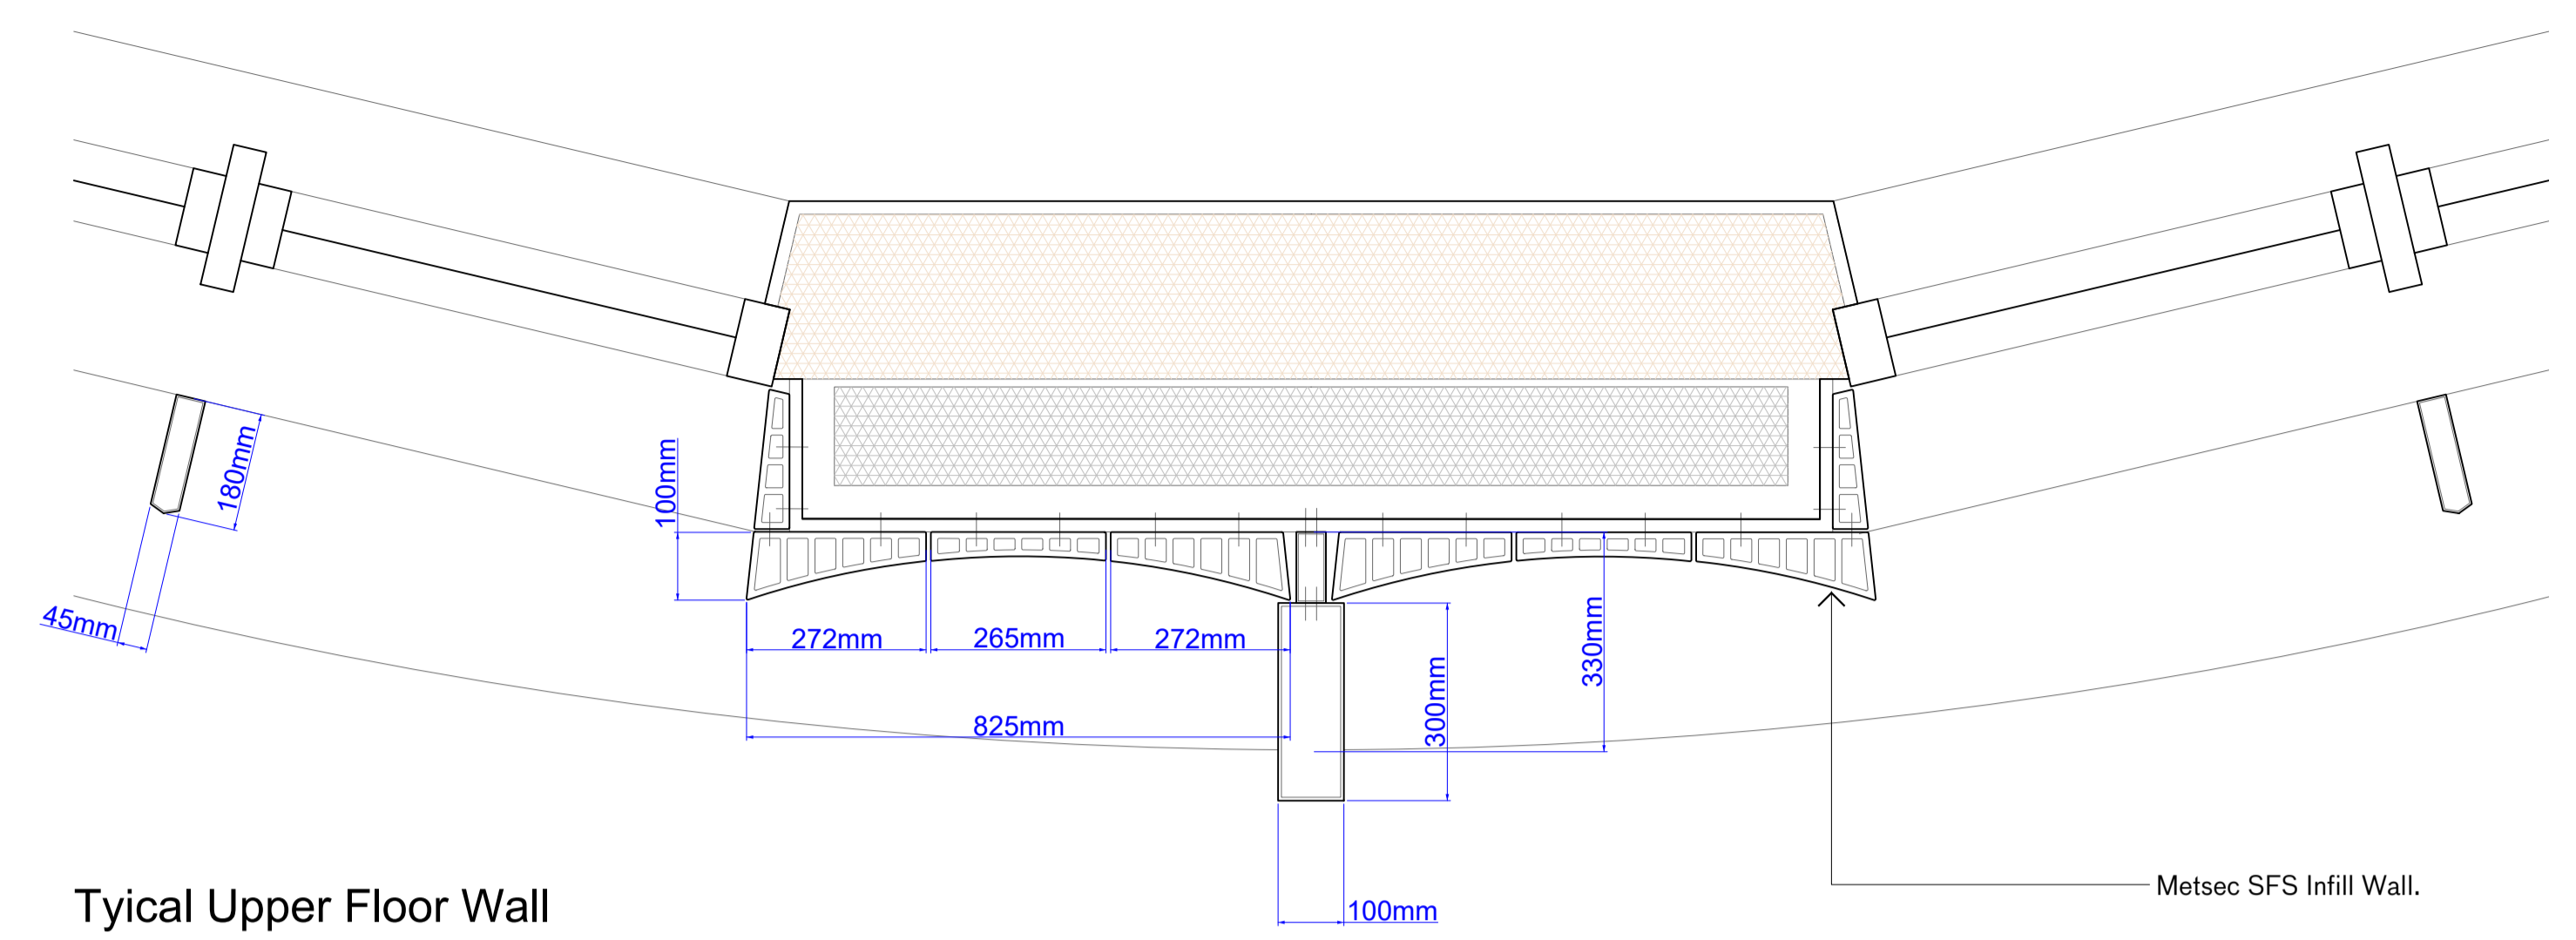 180mm
100mm
45mm
272mm
265mm
272mm
330mm
300mm
825mm
Metsec SFS Infill Wall.
Tyical Upper Floor Wall
100mm